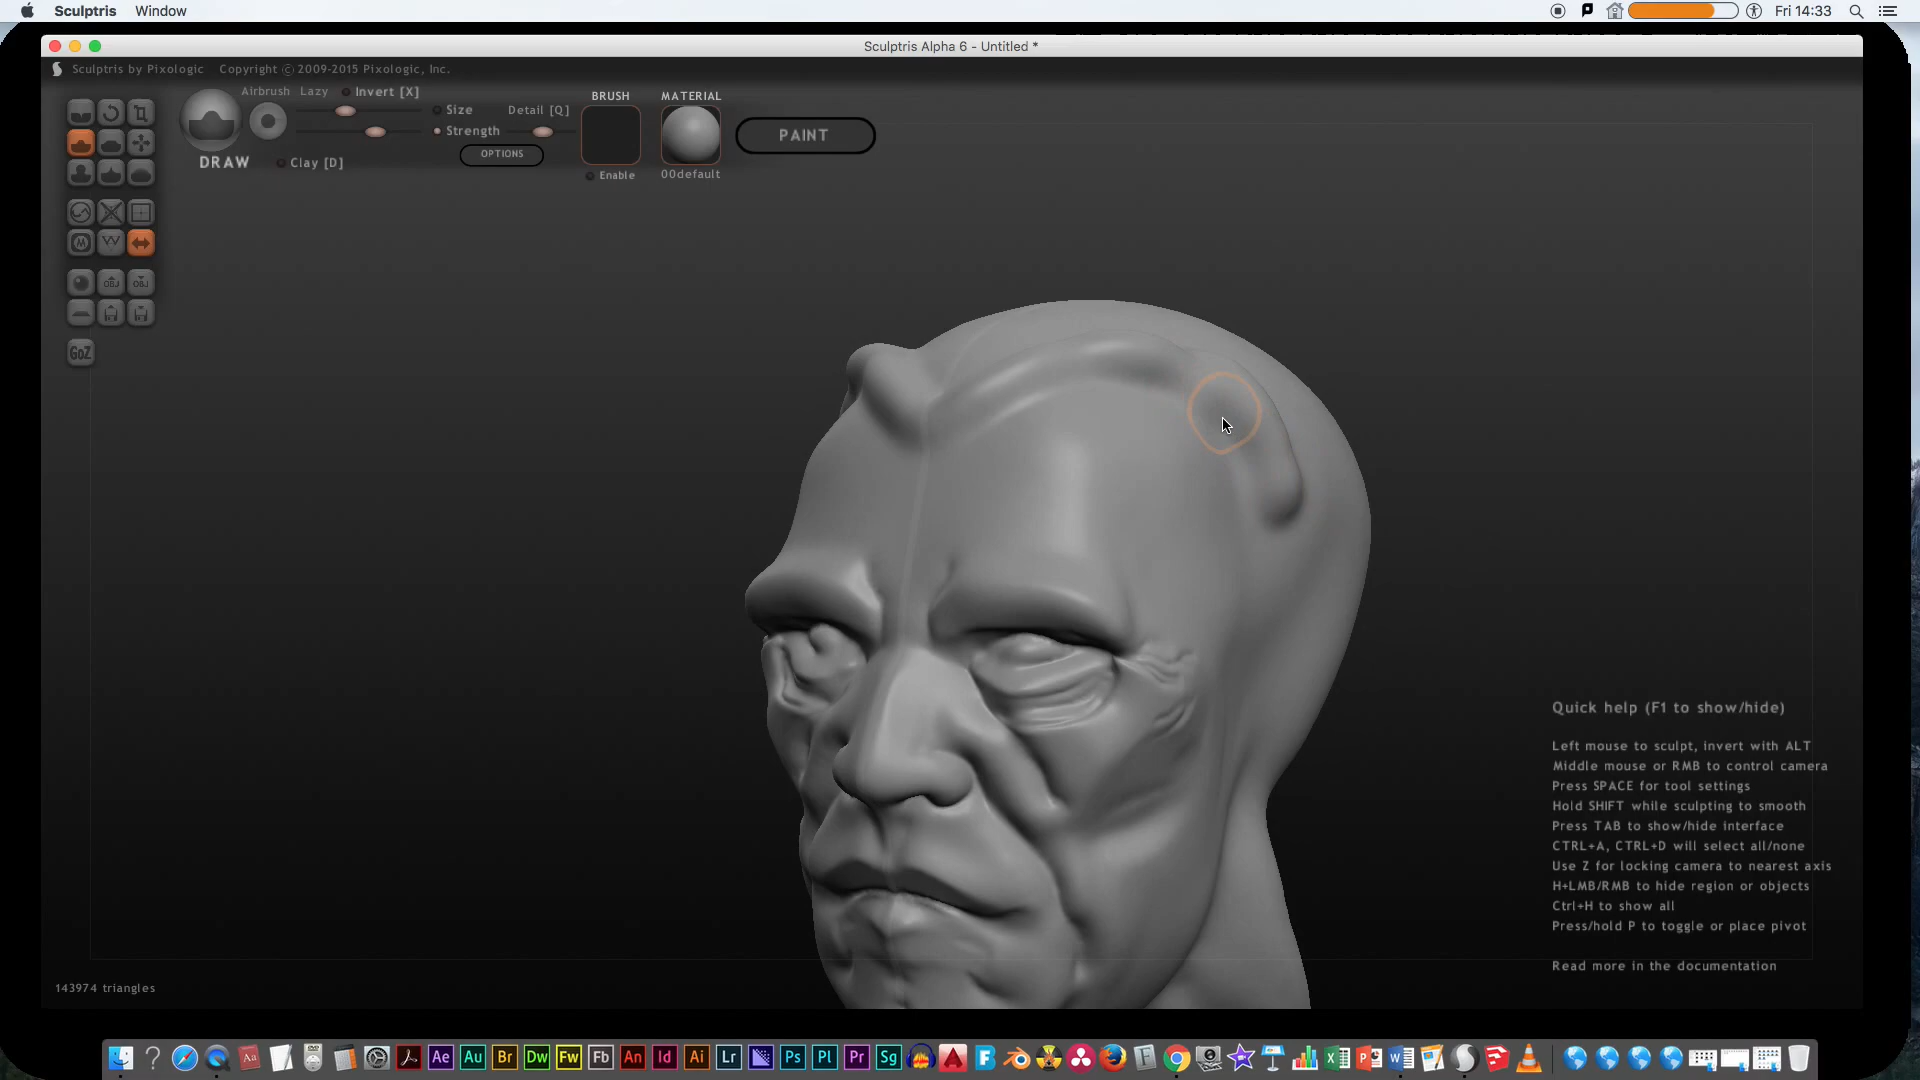 Sculptris Window
Fri 14:33
Sculptris Alpha 6 - Untitled *
Sculptris by Pixologic Copyright © 2009-2015 Pixologic, Inc.
Airbrush Lazy Invert [X]
Size Detail [Q]
Strength
OPTIONS
DRAW Clay [D]
BRUSH
Enable
MATERIAL
00default
PAINT
M
OBJ OBJ
GoZ
Quick help (F1 to show/hide)
Left mouse to sculpt, invert with ALT
Middle mouse or RMB to control camera
Press SPACE for tool settings
Hold SHIFT while sculpting to smooth
Press TAB to show/hide interface
CTRL+A, CTRL+D will select all/none
Use Z for locking camera to nearest axis
H+LMB/RMB to hide region or objects
Ctrl+H to show all
Press/hold P to toggle or place pivot
Read more in the documentation
143974 triangles
? Aa Ae Au Br Dw Fw Fb An Id Ai Lr Ps Pl Pr Sg